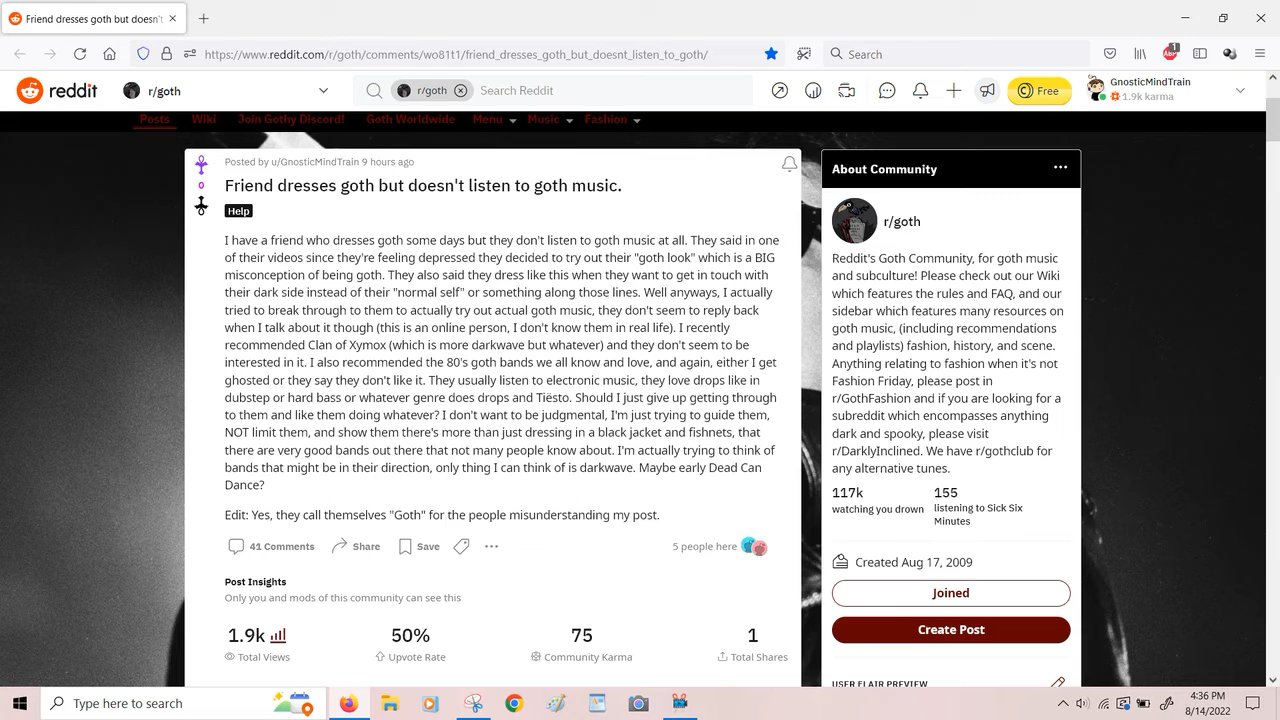 Friend dresses goth but doesn't
https://www.reddit.com/r/goth/comments/wo81t1/friend_dresses_goth_but_doesnt_listen_to_goth/
Search
1
reddit
r/goth
r/goth
Search Reddit
Free
GnosticMindTrain
1.9k karma
Posts
Wiki
Join Gothy Discord!
Goth Worldwide
Menu
Music
Fashion
Posted by u/GnosticMindTrain 9 hours ago
0
Friend dresses goth but doesn't listen to goth music.
Help
I have a friend who dresses goth some days but they don't listen to goth music at all. They said in one
of their videos since they're feeling depressed they decided to try out their "goth look" which is a BIG
misconception of being goth. They also said they dress like this when they want to get in touch with
their dark side instead of their "normal self" or something along those lines. Well anyways, I actually
tried to break through to them to actually try out actual goth music, they don't seem to reply back
when I talk about it though (this is an online person, I don't know them in real life). I recently
recommended Clan of Xymox (which is more darkwave but whatever) and they don't seem to be
interested in it. I also recommended the 80's goth bands we all know and love, and again, either I get
ghosted or they say they don't like it. They usually listen to electronic music, they love drops like in
dubstep or hard bass or whatever genre does drops and Tiësto. Should I just give up getting through
to them and like them doing whatever? I don't want to be judgmental, I'm just trying to guide them,
NOT limit them, and show them there's more than just dressing in a black jacket and fishnets, that
there are very good bands out there that not many people know about. I'm actually trying to think of
bands that might be in their direction, only thing I can think of is darkwave. Maybe early Dead Can
Dance?
Edit: Yes, they call themselves "Goth" for the people misunderstanding my post.
41 Comments
Share
Save
5 people here
Post Insights
Only you and mods of this community can see this
1.9k
50%
75
1
Total Views
Upvote Rate
Community Karma
Total Shares
About Community
r/goth
Reddit's Goth Community, for goth music
and subculture! Please check out our Wiki
which features the rules and FAQ, and our
sidebar which features many resources on
goth music, (including recommendations
and playlists) fashion, history, and scene.
Anything relating to fashion when it's not
Fashion Friday, please post in
r/GothFashion and if you are looking for a
subreddit which encompasses anything
dark and spooky, please visit
r/DarklyInclined. We have r/gothclub for
any alternative tunes.
117k
155
watching you drown
listening to Sick Six
Minutes
Created Aug 17, 2009
Joined
Create Post
USER FLAIR PREVIEW
Type here to search
4:36 PM
8/14/2022